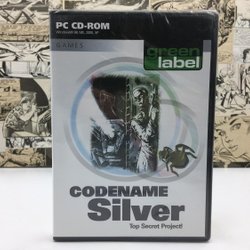 PC CD-ROM
GAMES
green
label
CODENAME
Silver
Top Secret Project!